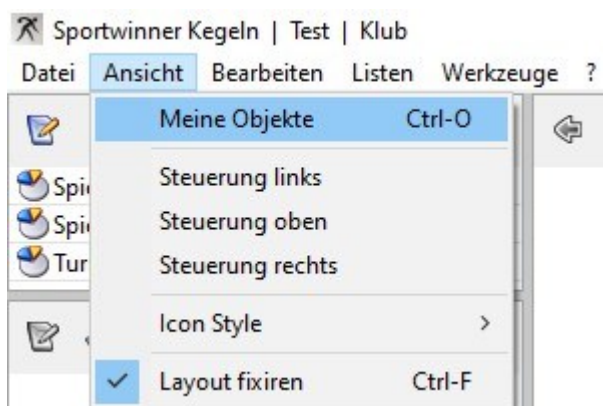 Sportwinner Kegeln | Test | Klub
Datei Ansicht Bearbeiten Listen Werkzeuge ?
Meine Objekte Ctrl-O
Steuerung links
Steuerung oben
Steuerung rechts
Icon Style
Layout fixiren Ctrl-F